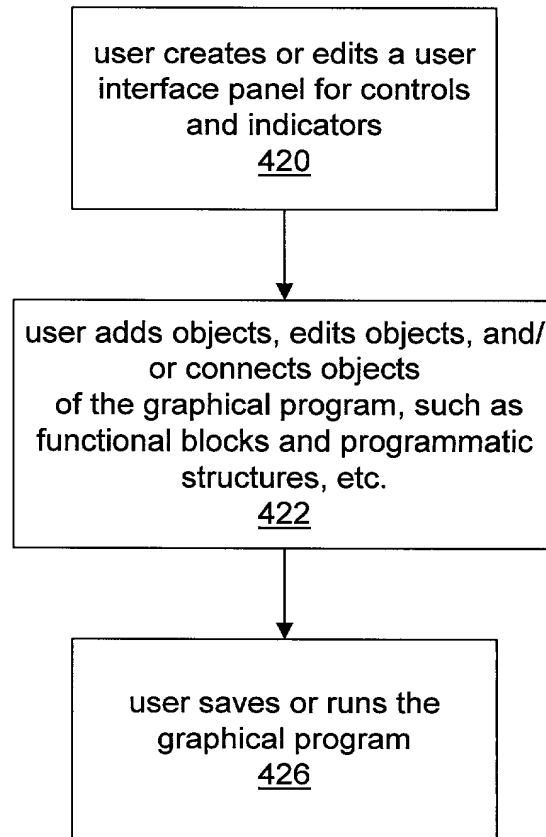 user creates or edits a user
interface panel for controls
and indicators
420
user adds objects, edits objects, and/
or connects objects
of the graphical program, such as
functional blocks and programmatic
structures, etc.
422
user saves or runs the
graphical program
426